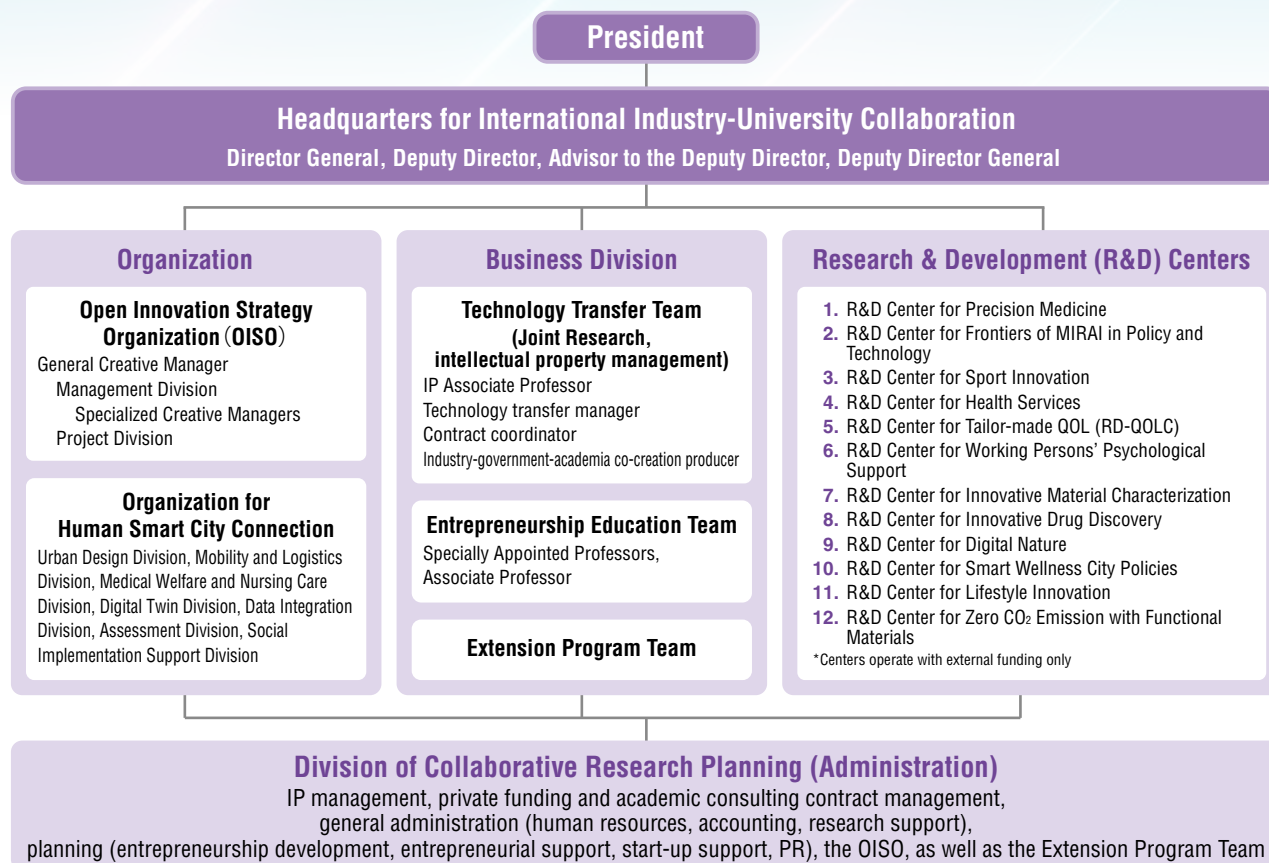 President
Headquarters for International Industry-University Collaboration
Director General, Deputy Director, Advisor to the Deputy Director, Deputy Director General
Organization
Open Innovation Strategy
Organization (OISO)
General Creative Manager
Management Division
Specialized Creative Managers
Project Division
Organization for
Human Smart City Connection
Urban Design Division, Mobility and Logistics
Division, Medical Welfare and Nursing Care
Division, Digital Twin Division, Data Integration
Division, Assessment Division, Social
Implementation Support Division
Business Division
Technology Transfer Team
(Joint Research,
intellectual property management)
IP Associate Professor
Technology transfer manager
Contract coordinator
Industry-government-academia co-creation producer
Entrepreneurship Education Team
Specially Appointed Professors,
Associate Professor
Extension Program Team
Research & Development (R&D) Centers
1. R&D Center for Precision Medicine
2. R&D Center for Frontiers of MIRAI in Policy and
Technology
3. R&D Center for Sport Innovation
4. R&D Center for Health Services
5. R&D Center for Tailor-made QOL (RD-QOLC)
6. R&D Center for Working Persons' Psychological
Support
7. R&D Center for Innovative Material Characterization
8. R&D Center for Innovative Drug Discovery
9. R&D Center for Digital Nature
10. R&D Center for Smart Wellness City Policies
11. R&D Center for Lifestyle Innovation
12. R&D Center for Zero CO₂ Emission with Functional
Materials
*Centers operate with external funding only
Division of Collaborative Research Planning (Administration)
IP management, private funding and academic consulting contract management,
general administration (human resources, accounting, research support),
planning (entrepreneurship development, entrepreneurial support, start-up support, PR), the OISO, as well as the Extension Program Team